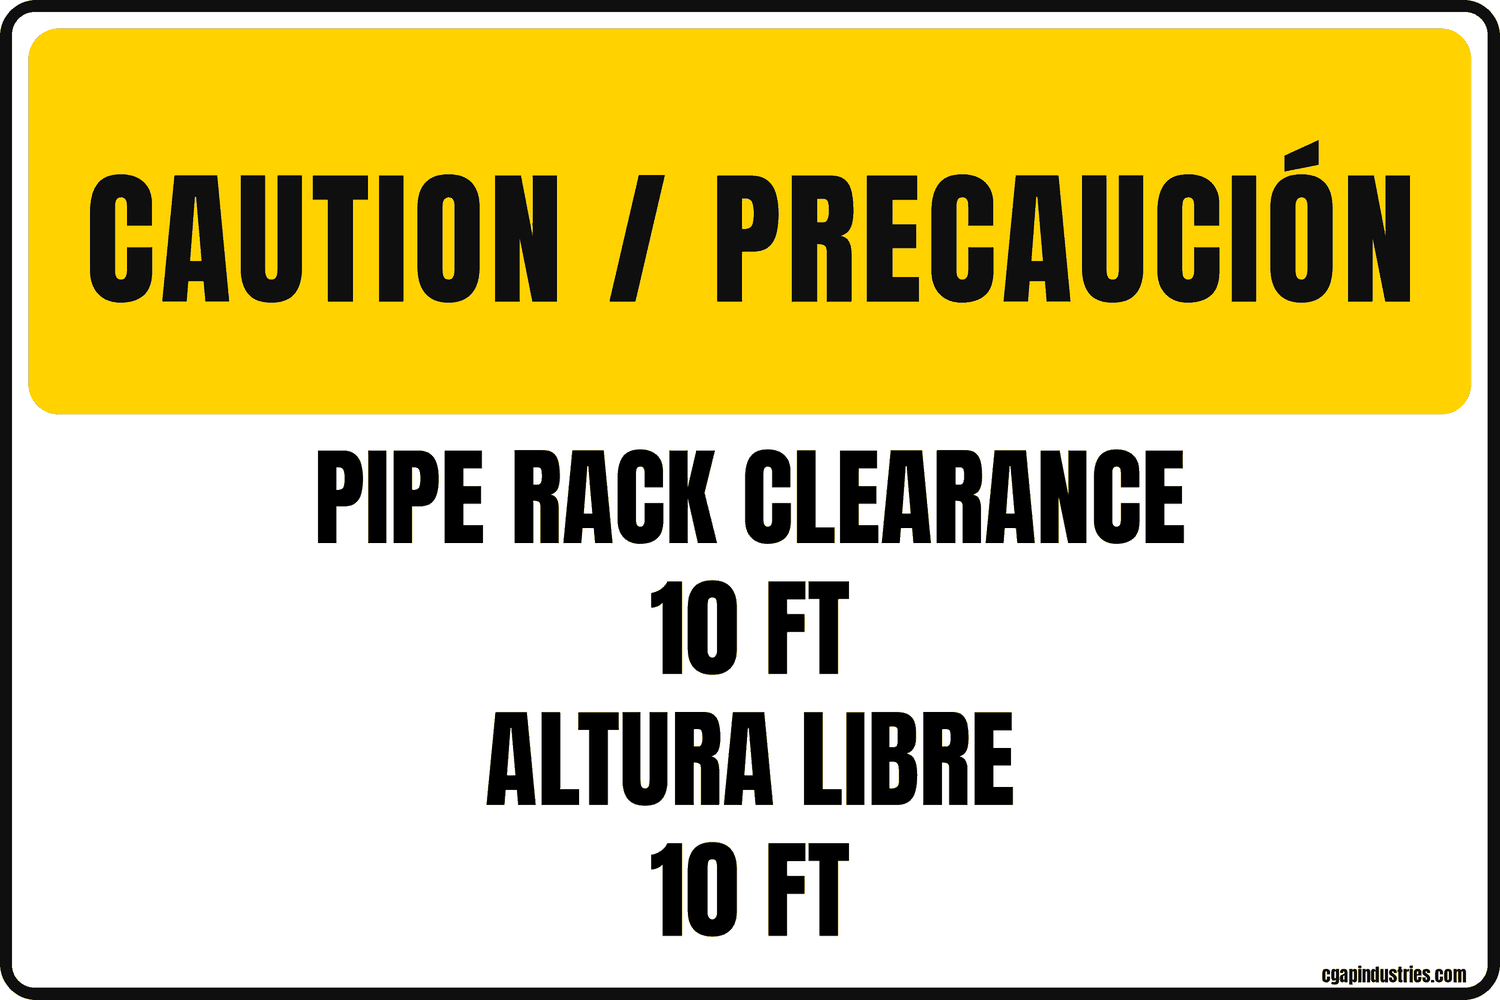 CAUTION / PRECAUCIÓN
PIPE RACK CLEARANCE
10 FT
ALTURA LIBRE
10 FT
cgapindustries.com